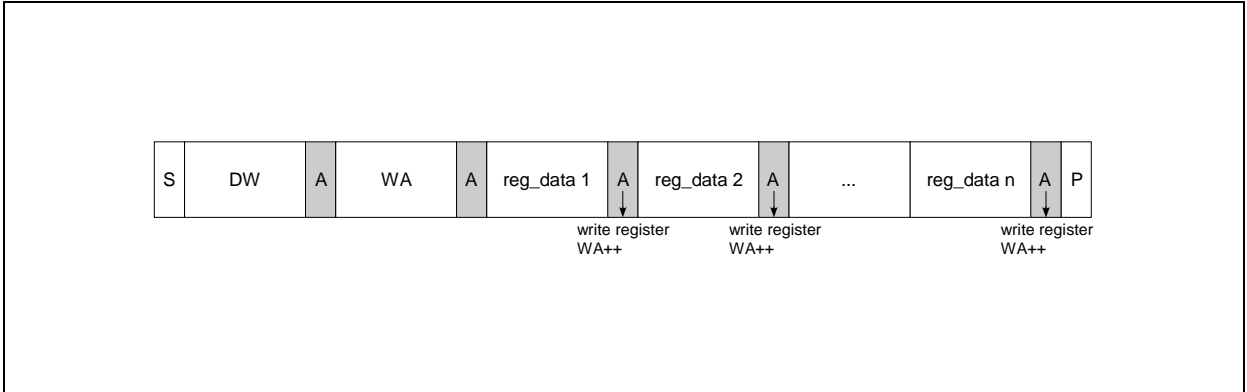 S DW A WA A reg_data 1 A reg_data 2 A ... reg_data n A P
write register write register write register
WA++ WA++ WA++